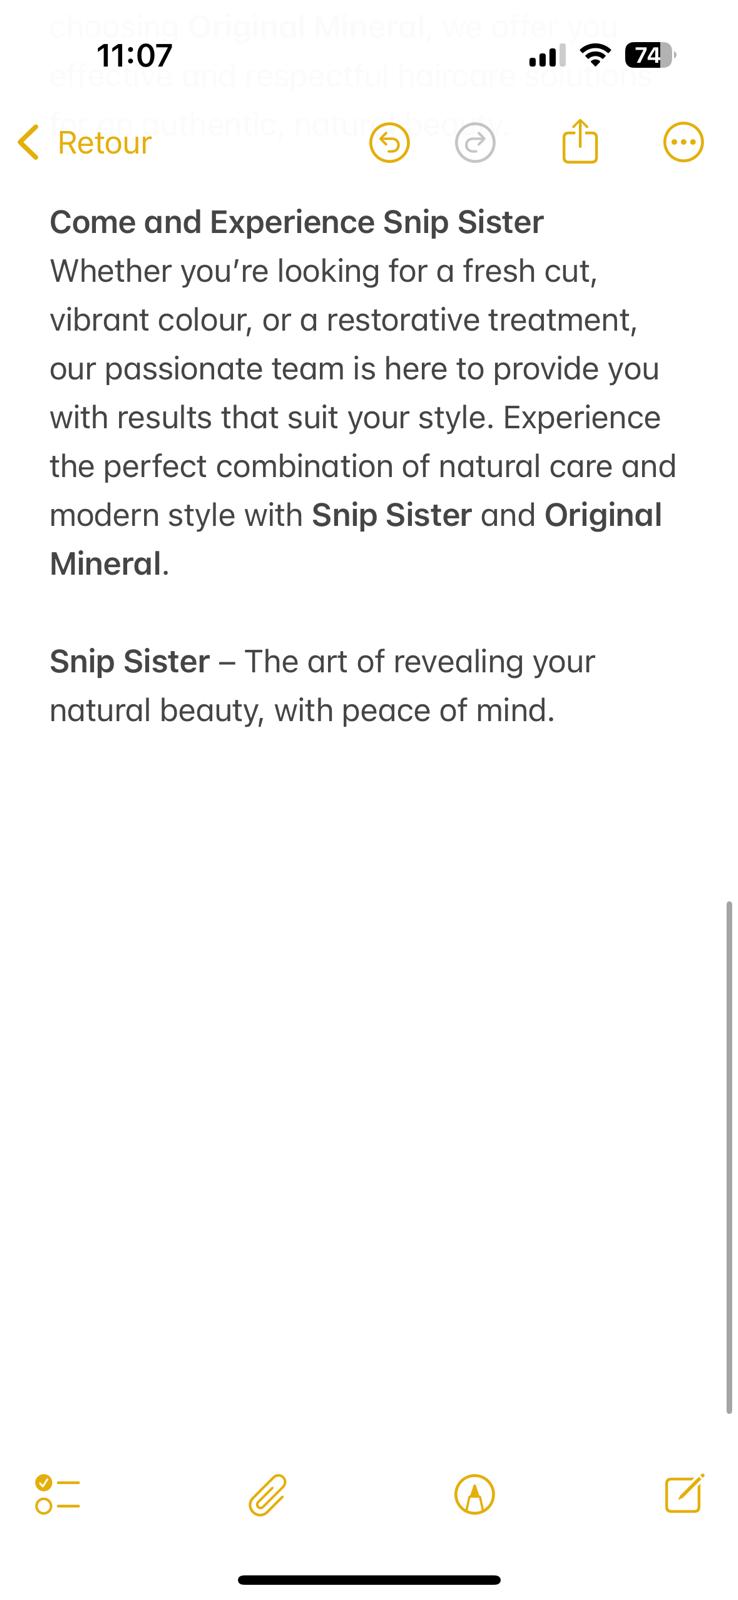 choosing Original Mineral, we offer you
11:07
74
effective and respectful haircare solutions
for an authentic, natural beauty.
Retour
Come and Experience Snip Sister
Whether you’re looking for a fresh cut,
vibrant colour, or a restorative treatment,
our passionate team is here to provide you
with results that suit your style. Experience
the perfect combination of natural care and
modern style with Snip Sister and Original
Mineral.
Snip Sister – The art of revealing your
natural beauty, with peace of mind.